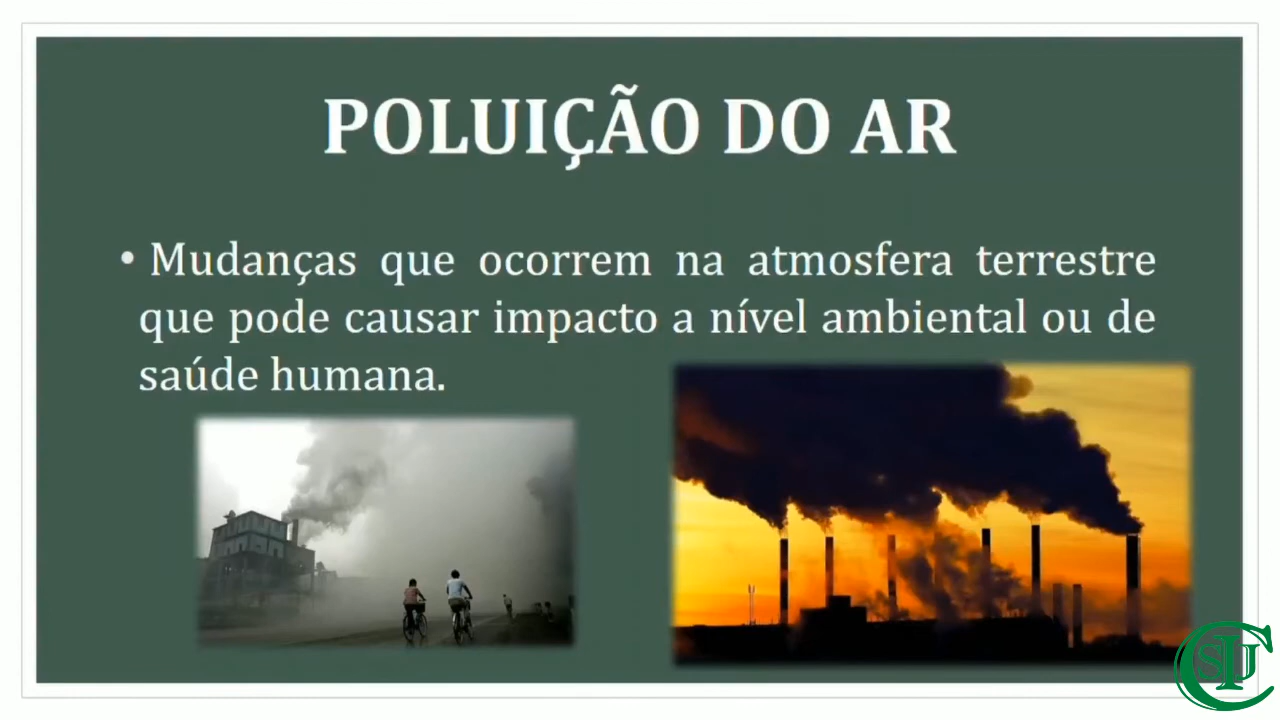 POLUIÇÃO DO AR
• Mudanças que ocorrem na atmosfera terrestre
que pode causar impacto a nível ambiental ou de
saúde humana.